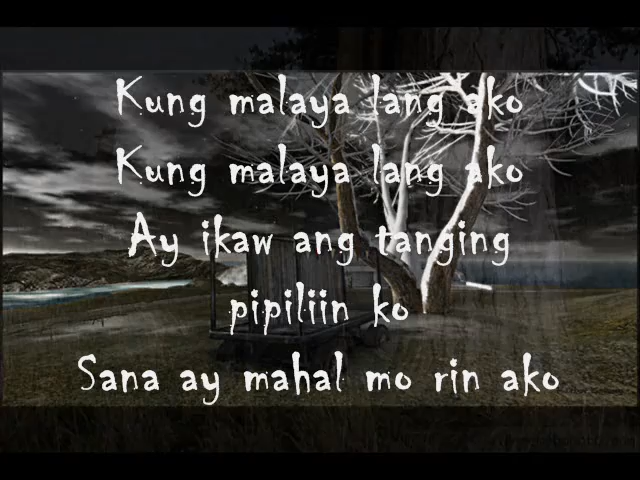 Kung malaya lang ako
Kung malaya lang ako
Ay ikaw ang tanging
pipiliin ko
Sana ay mahal mo rin ako